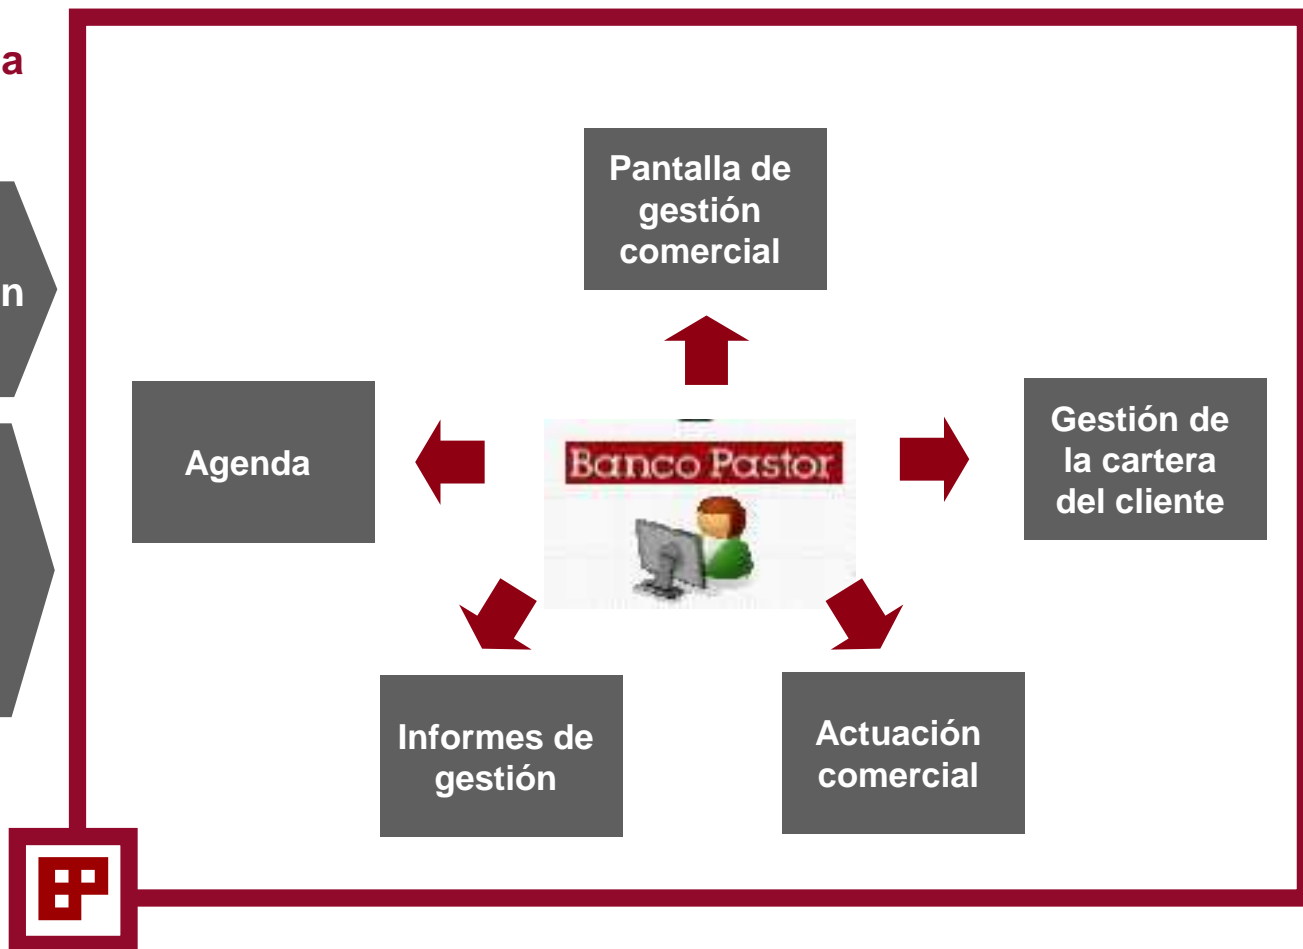 a
n
Pantalla de
gestión
comercial
Agenda
Banco Pastor
Gestión de
la cartera
del cliente
Informes de
gestión
Actuación
comercial